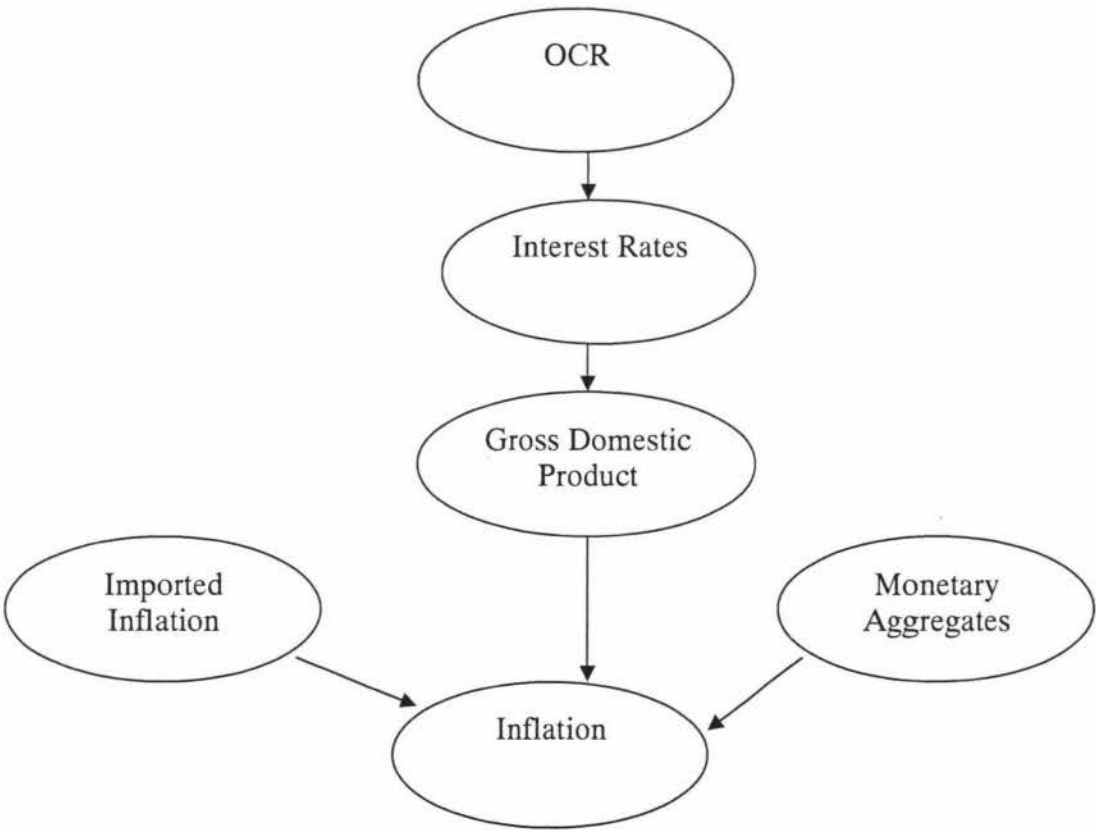 OCR
Interest Rates
Gross Domestic
Product
Imported
Inflation
Monetary
Aggregates
Inflation